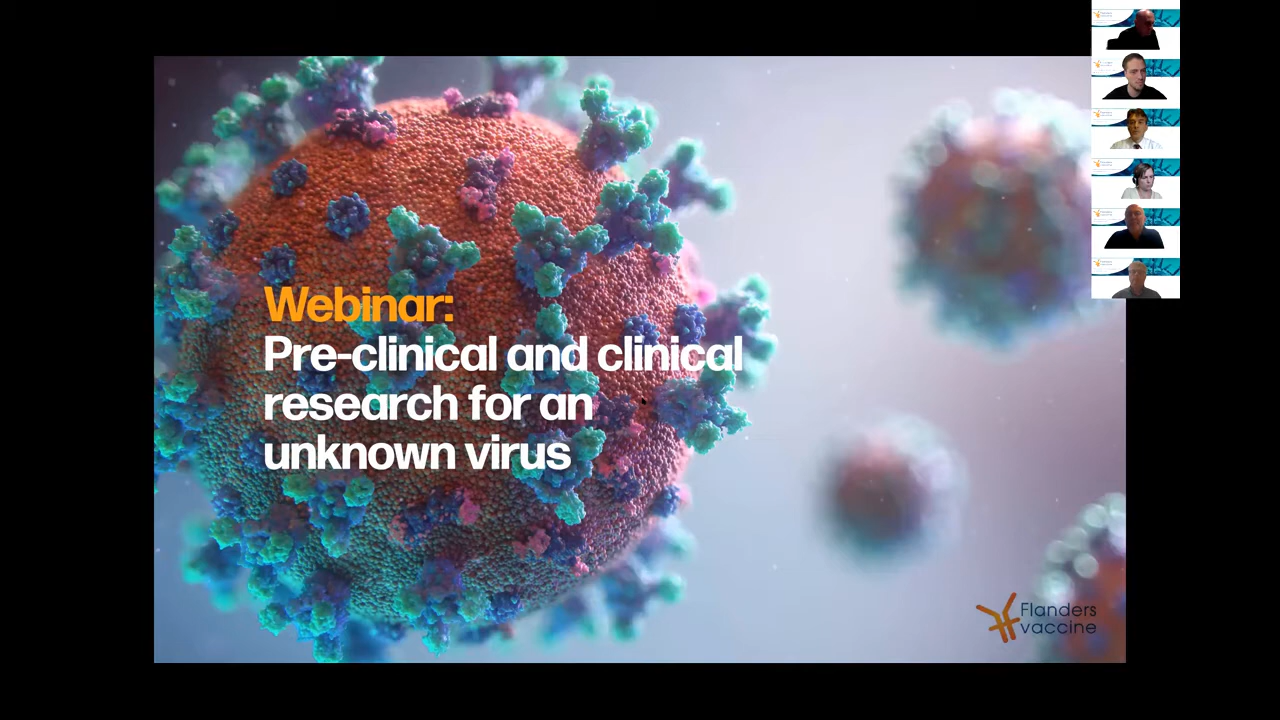 Webinar:
Pre-clinical and clinical
research for an
unknown virus
Flanders
vaccine